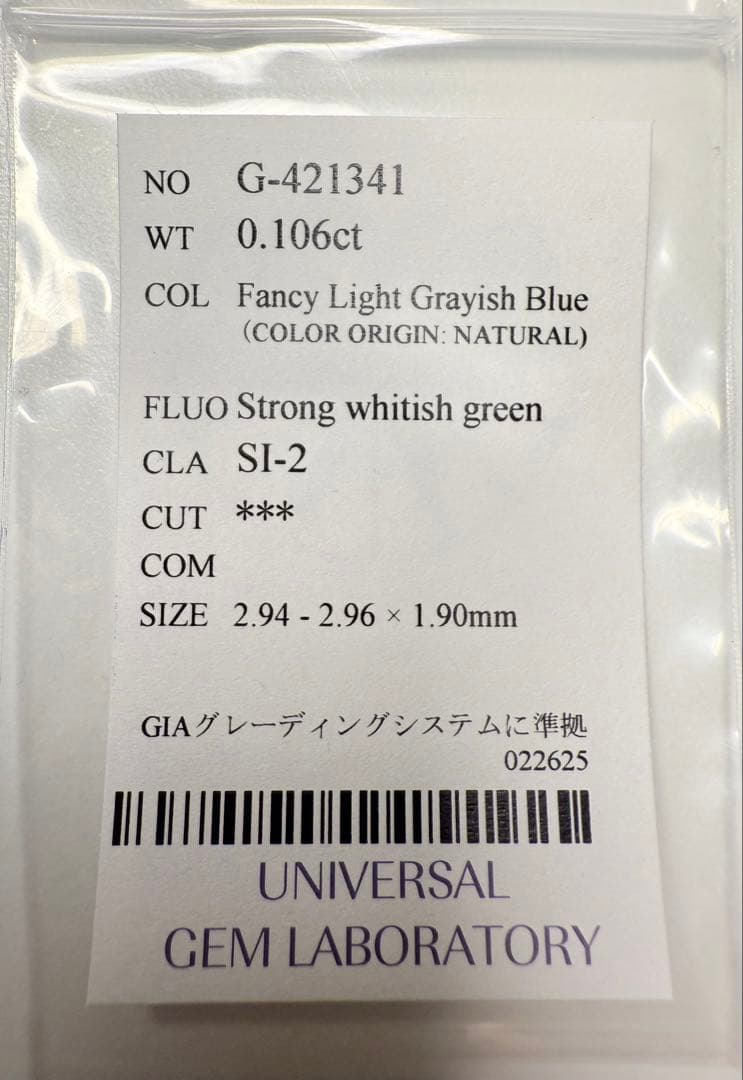 NO G-421341
WT 0.106ct
COL Fancy Light Grayish Blue
(COLOR ORIGIN: NATURAL)
FLUO Strong whitish green
CLA SI-2
CUT ***
COM
SIZE 2.94 - 2.96 × 1.90mm
GIAグレーディングシステムに準拠
022625
UNIVERSAL
GEM LABORATORY